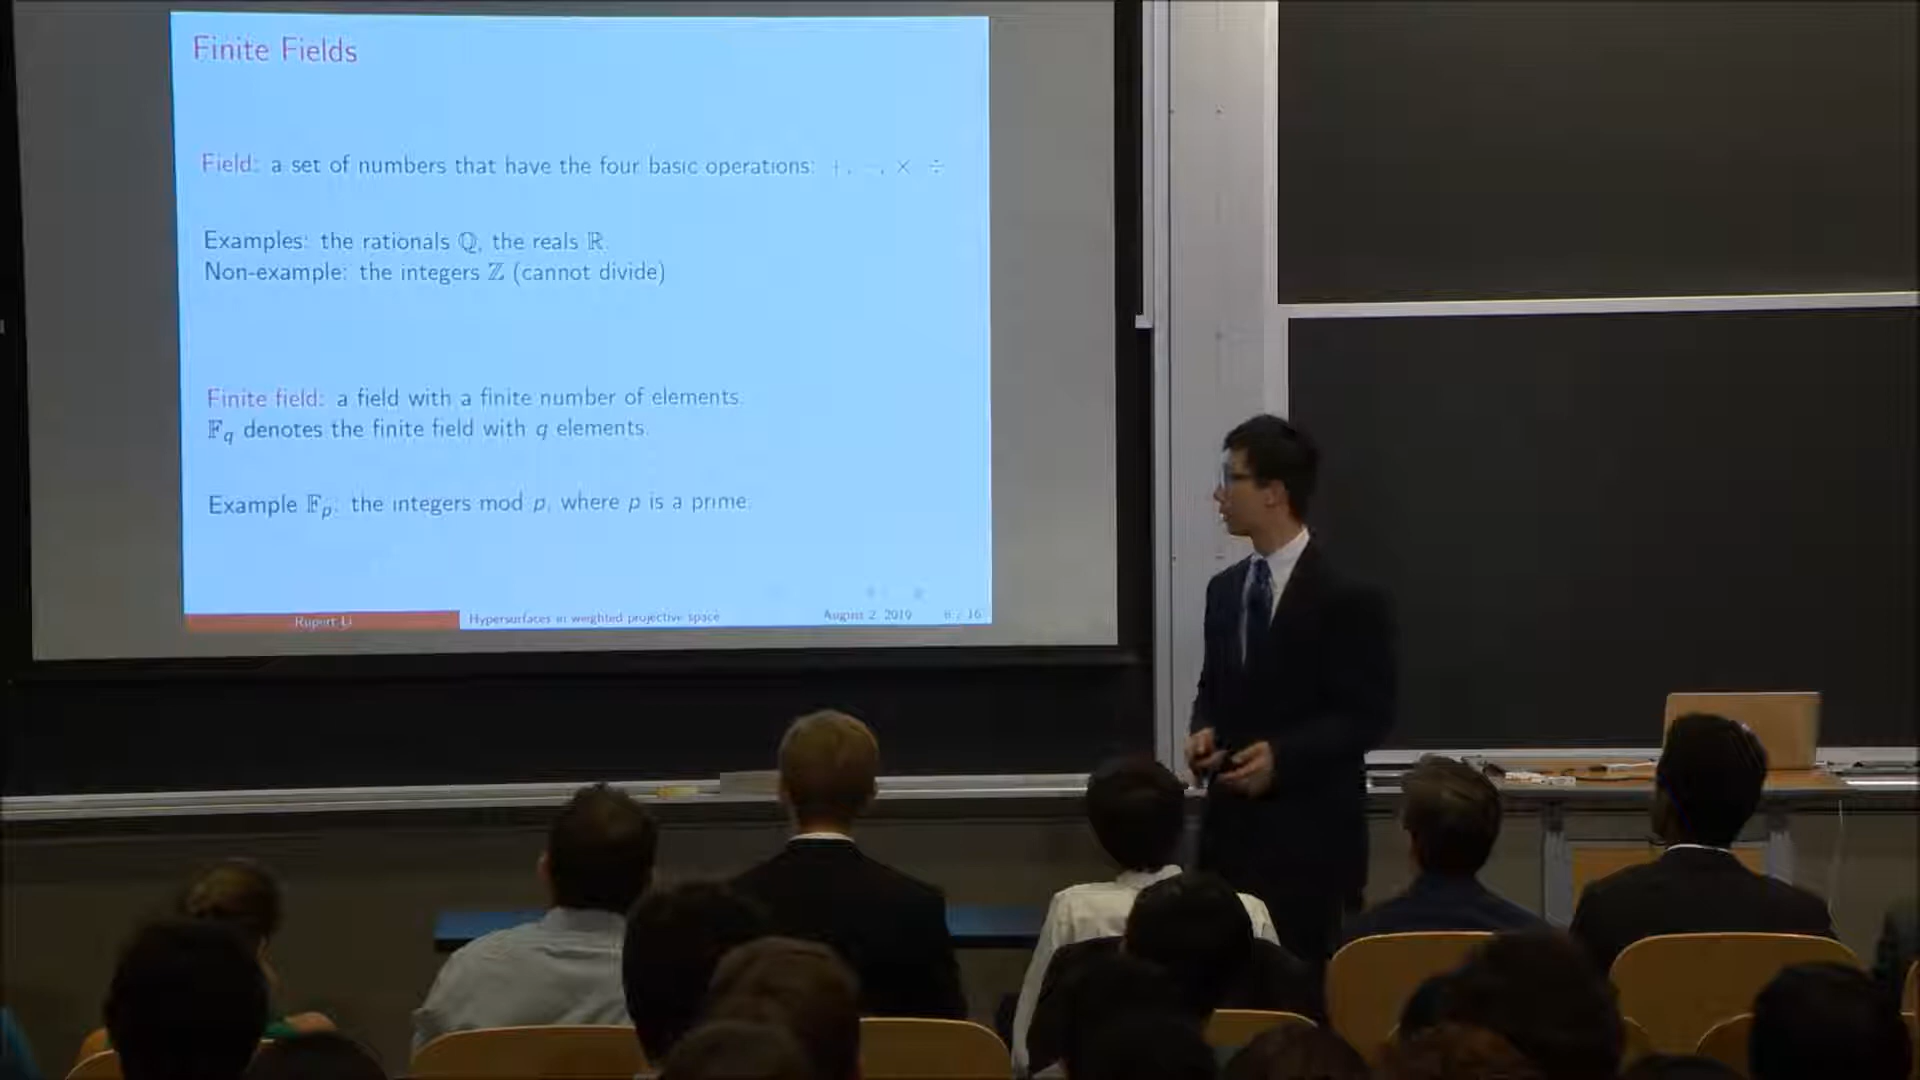 Finite Fields
Field: a set of numbers that have the four basic operations: +, −, × ÷
Examples: the rationals ℚ, the reals ℝ.
Non-example: the integers ℤ (cannot divide)
Finite field: a field with a finite number of elements.
𝔽q denotes the finite field with q elements.
Example 𝔽p: the integers mod p, where p is a prime.
Rupert Li Hypersurfaces in weighted projective space August 2, 2019 6 / 16